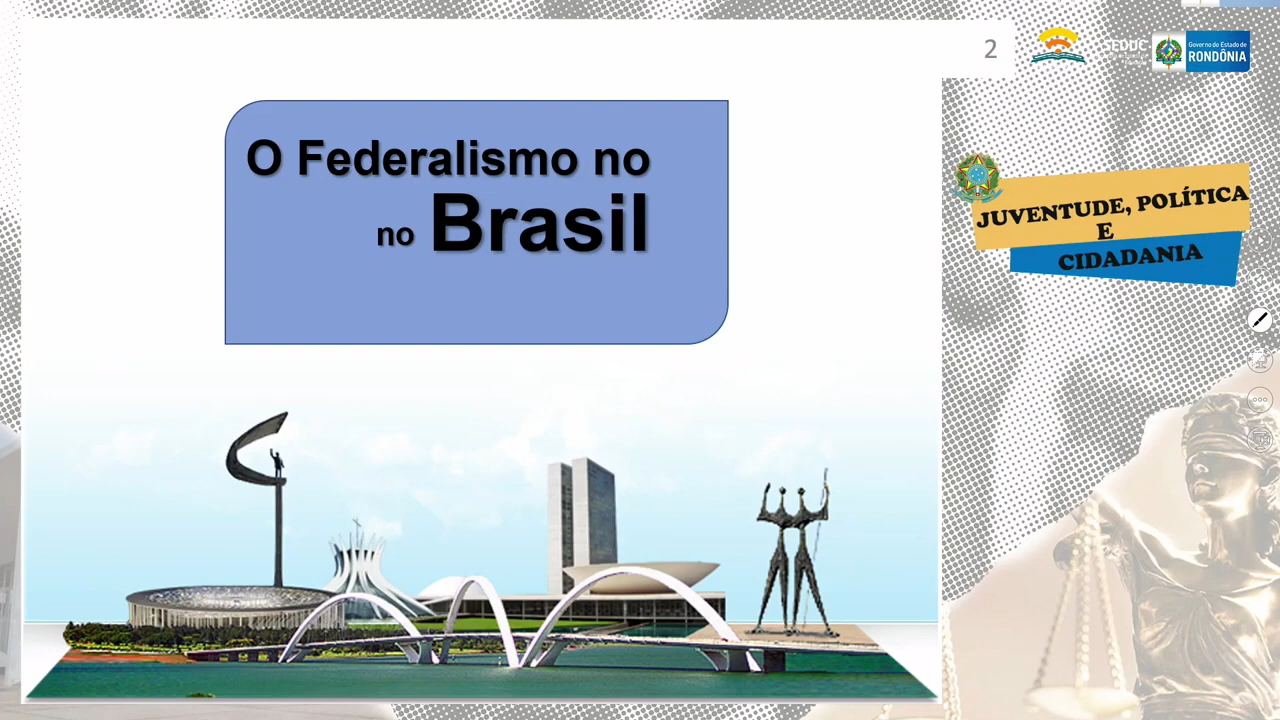 2
SEDUC
Governo do Estado de
RONDÔNIA
O Federalismo no
no Brasil
JUVENTUDE, POLÍTICA
E
CIDADANIA